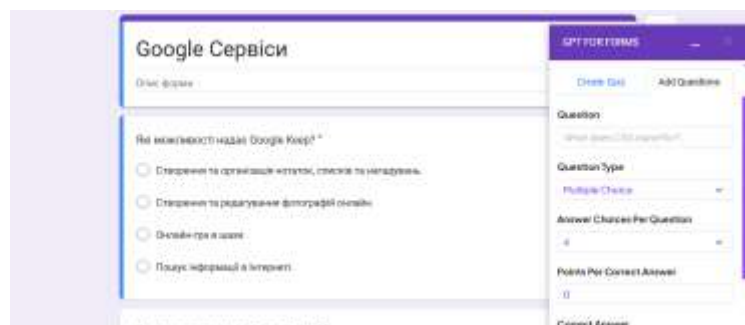 Google Сервіси
Опис форми
Які можливості надає Google Keep? *
Створення та організація нотаток, списків та нагадувань.
Створення та редагування фотографій онлайн.
Онлайн-гра в шахи
Пошук інформації в Інтернеті
GPT FOR FORMS
Create Quiz
Add Questions
Question
Question Type
Multiple Choice
Answer Choices Per Question
4
Points Per Correct Answer
0
Correct Answer